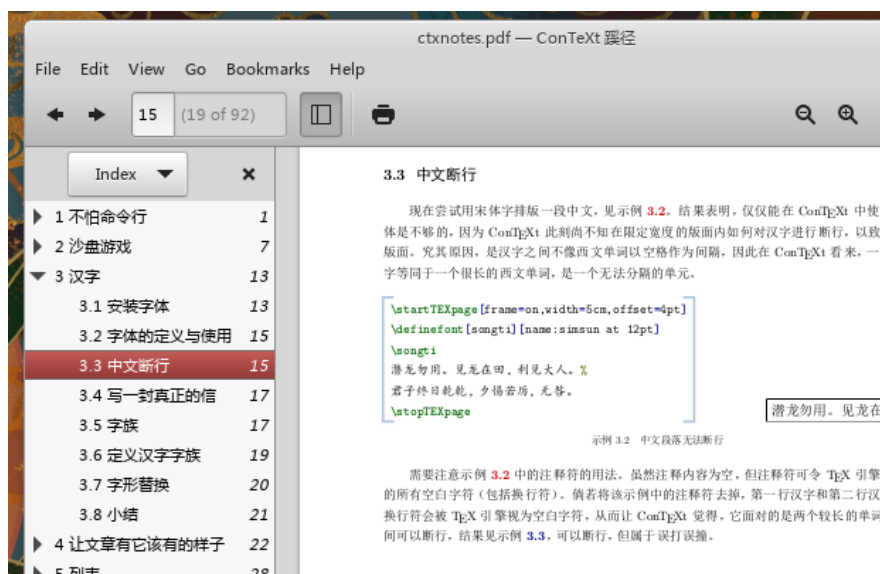 ctxnotes.pdf — ConTeXt 蹊径
File Edit View Go Bookmarks Help
15 (19 of 92)
Index
1 不怕命令行 1
2 沙盘游戏 7
3 汉字 13
3.1 安装字体 13
3.2 字体的定义与使用 15
3.3 中文断行 15
3.4 写一封真正的信 17
3.5 字族 17
3.6 定义汉字字族 19
3.7 字形替换 20
3.8 小结 21
4 让文章有它该有的样子 22
5 列表 28
3.3 中文断行
现在尝试用宋体字排版一段中文，见示例 3.2。结果表明，仅仅能在 ConTEXt 中使
体是不够的，因为 ConTEXt 此刻尚不知在限定宽度的版面内如何对汉字进行断行，以致
版面。究其原因，是汉字之间不像西文单词以空格作为间隔，因此在 ConTEXt 看来，一
字等同于一个很长的西文单词，是一个无法分隔的单元。
\startTEXpage[frame=on,width=5cm,offset=4pt]
\definefont[songti][name:simsun at 12pt]
\songti
潜龙勿用。见龙在田，利见大人。%
君子终日乾乾，夕惕若厉，无咎。
\stopTEXpage
潜龙勿用。见龙在
示例 3.2 中文段落无法断行
需要注意示例 3.2 中的注释符的用法。虽然注释内容为空，但注释符可令 TEX 引擎
的所有空白字符（包括换行符）。倘若将该示例中的注释符去掉，第一行汉字和第二行汉
换行符会被 TEX 引擎视为空白字符，从而让 ConTEXt 觉得，它面对的是两个较长的单词
间可以断行，结果见示例 3.3，可以断行，但属于误打误撞。